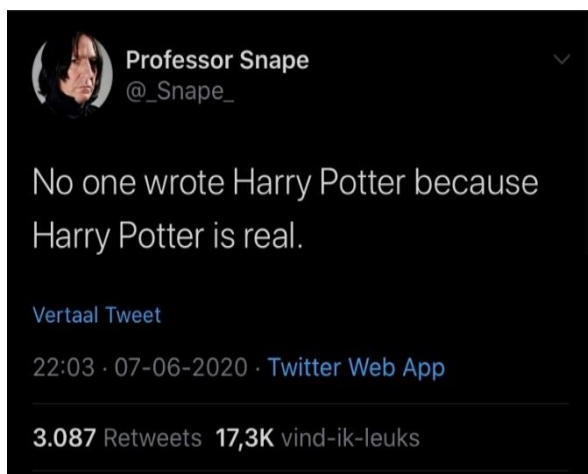 Professor Snape
@_Snape_
No one wrote Harry Potter because
Harry Potter is real.
Vertaal Tweet
22:03 · 07-06-2020 · Twitter Web App
3.087 Retweets 17,3K vind-ik-leuks